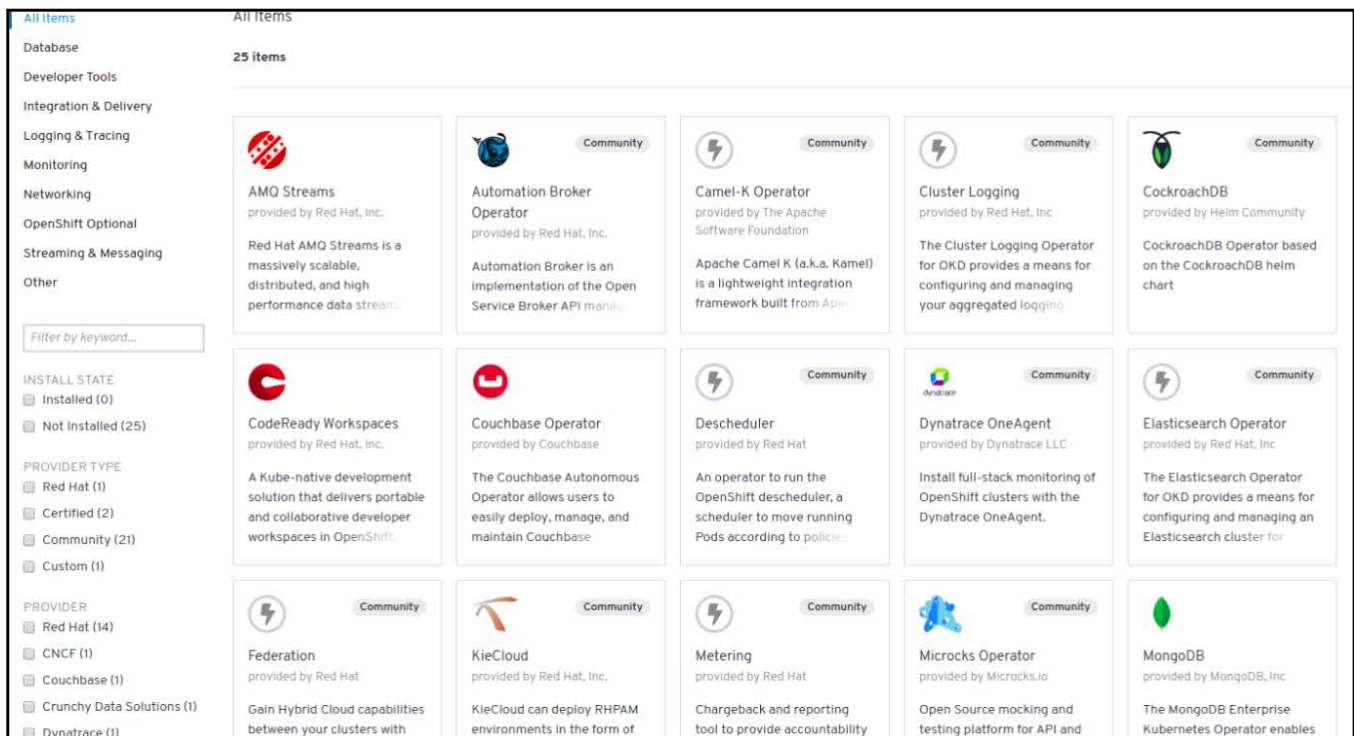 All Items
Database
Developer Tools
Integration & Delivery
Logging & Tracing
Monitoring
Networking
OpenShift Optional
Streaming & Messaging
Other
Filter by keyword...
INSTALL STATE
Installed (0)
Not Installed (25)
PROVIDER TYPE
Red Hat (1)
Certified (2)
Community (21)
Custom (1)
PROVIDER
Red Hat (14)
CNCF (1)
Couchbase (1)
Crunchy Data Solutions (1)
Dynatrace (1)
All Items
25 items
AMQ Streams
provided by Red Hat, Inc.
Red Hat AMQ Streams is a
massively scalable,
distributed, and high
performance data stream
Community
Automation Broker
Operator
provided by Red Hat, Inc.
Automation Broker is an
implementation of the Open
Service Broker API manag
Community
Camel-K Operator
provided by The Apache
Software Foundation
Apache Camel K (a.k.a. Kamel)
is a lightweight integration
framework built from Apa
Community
Cluster Logging
provided by Red Hat, Inc
The Cluster Logging Operator
for OKD provides a means for
configuring and managing
your aggregated logging
Community
CockroachDB
provided by Helm Community
CockroachDB Operator based
on the CockroachDB helm
chart
CodeReady Workspaces
provided by Red Hat, Inc.
A Kube-native development
solution that delivers portable
and collaborative developer
workspaces in OpenShift.
Couchbase Operator
provided by Couchbase
The Couchbase Autonomous
Operator allows users to
easily deploy, manage, and
maintain Couchbase
Community
Descheduler
provided by Red Hat
An operator to run the
OpenShift descheduler, a
scheduler to move running
Pods according to policies
dynatrace
Community
Dynatrace OneAgent
provided by Dynatrace LLC
Install full-stack monitoring of
OpenShift clusters with the
Dynatrace OneAgent.
Community
Elasticsearch Operator
provided by Red Hat, Inc
The Elasticsearch Operator
for OKD provides a means for
configuring and managing an
Elasticsearch cluster for
Community
Federation
provided by Red Hat
Gain Hybrid Cloud capabilities
between your clusters with
Community
KieCloud
provided by Red Hat, Inc.
KieCloud can deploy RHPAM
environments in the form of
Community
Metering
provided by Red Hat
Chargeback and reporting
tool to provide accountability
Community
Microcks Operator
provided by Microcks.io
Open Source mocking and
testing platform for API and
MongoDB
provided by MongoDB, Inc
The MongoDB Enterprise
Kubernetes Operator enables